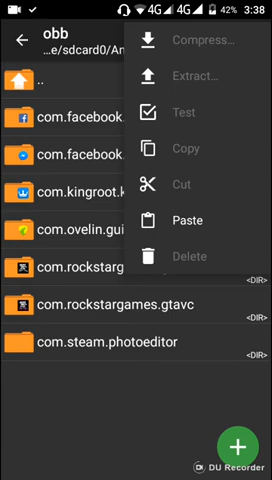 4G 4G 42% 3:38
obb
...e/sdcard0/An
Compress...
Extract...
Test
Copy
Cut
Paste
Delete
..
com.facebook.
com.facebook.
com.kingroot.k
com.ovelin.gui
com.rockstarg
<DIR>
com.rockstargames.gtavc
<DIR>
com.steam.photoeditor
<DIR>
DU Recorder